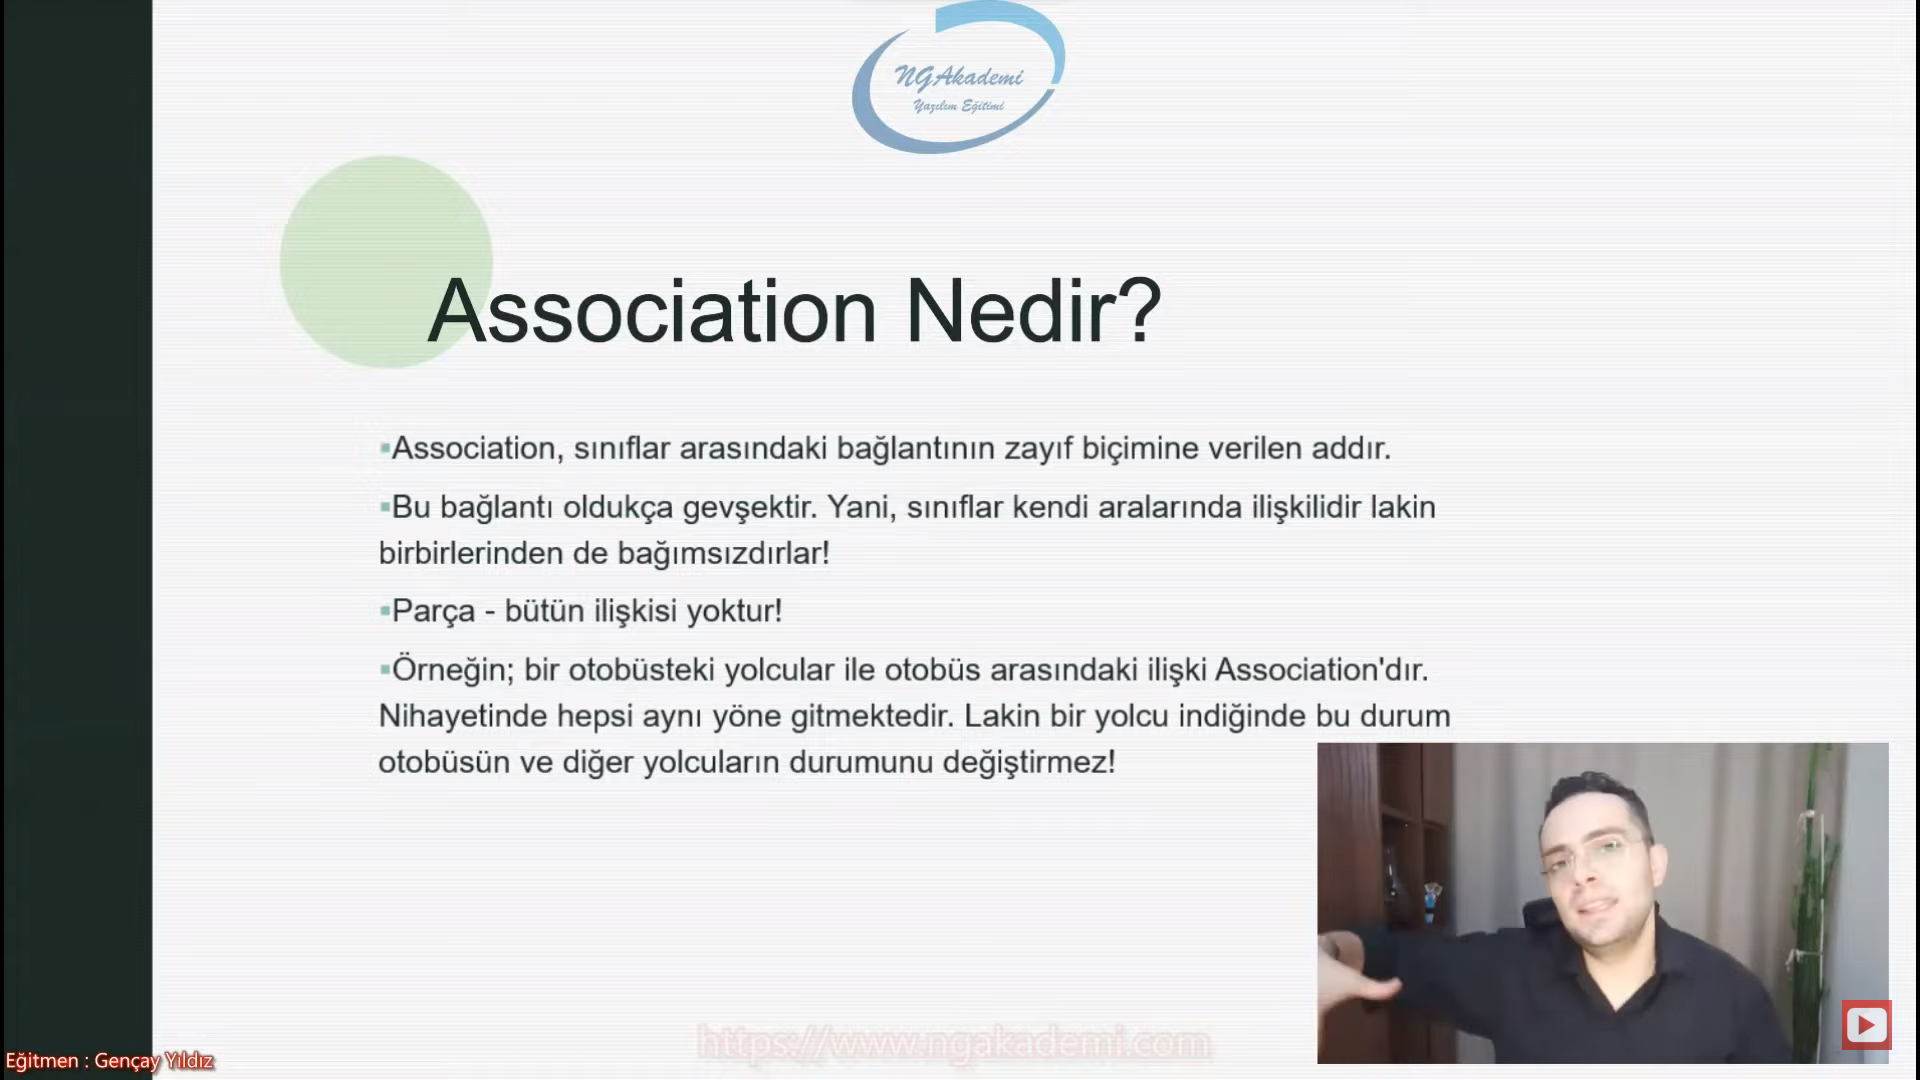 NGAkademi
Yazılım Eğitimi
Association Nedir?
▪Association, sınıflar arasındaki bağlantının zayıf biçimine verilen addır.
▪Bu bağlantı oldukça gevşektir. Yani, sınıflar kendi aralarında ilişkilidir lakin
birbirlerinden de bağımsızdırlar!
▪Parça - bütün ilişkisi yoktur!
▪Örneğin; bir otobüsteki yolcular ile otobüs arasındaki ilişki Association'dır.
Nihayetinde hepsi aynı yöne gitmektedir. Lakin bir yolcu indiğinde bu durum
otobüsün ve diğer yolcuların durumunu değiştirmez!
https://www.ngakademi.com
Eğitmen : Gençay Yıldız